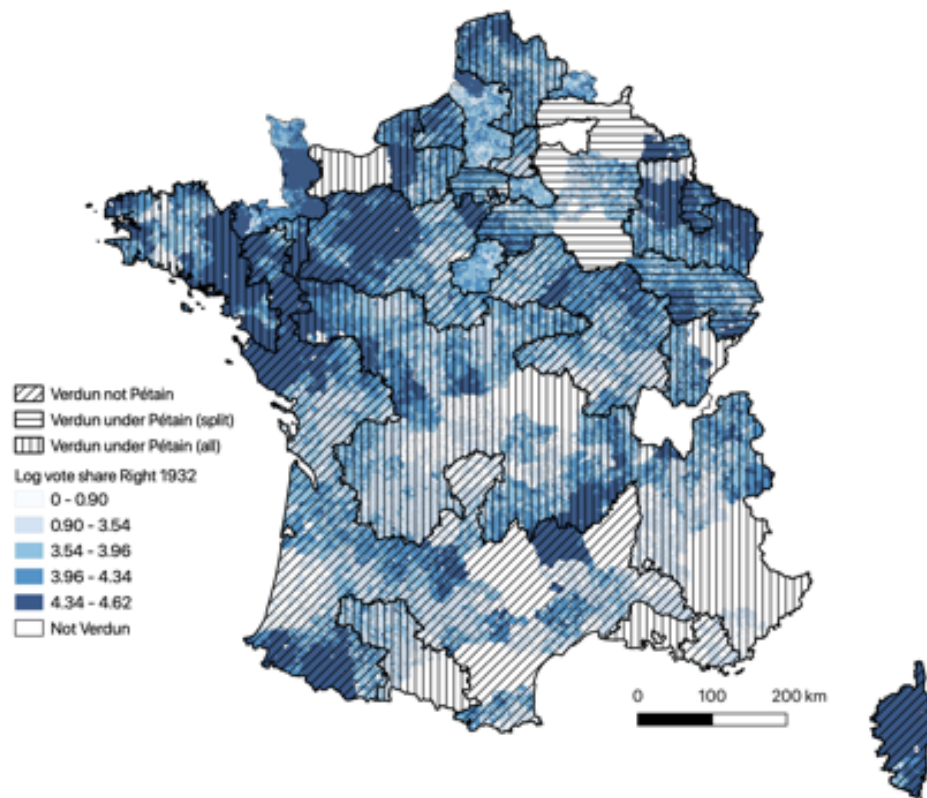 Verdun not Pétain
Verdun under Pétain (split)
Verdun under Pétain (all)
Log vote share Right 1932
0 - 0.90
0.90 - 3.54
3.54 - 3.96
3.96 - 4.34
4.34 - 4.62
Not Verdun
0 100 200 km